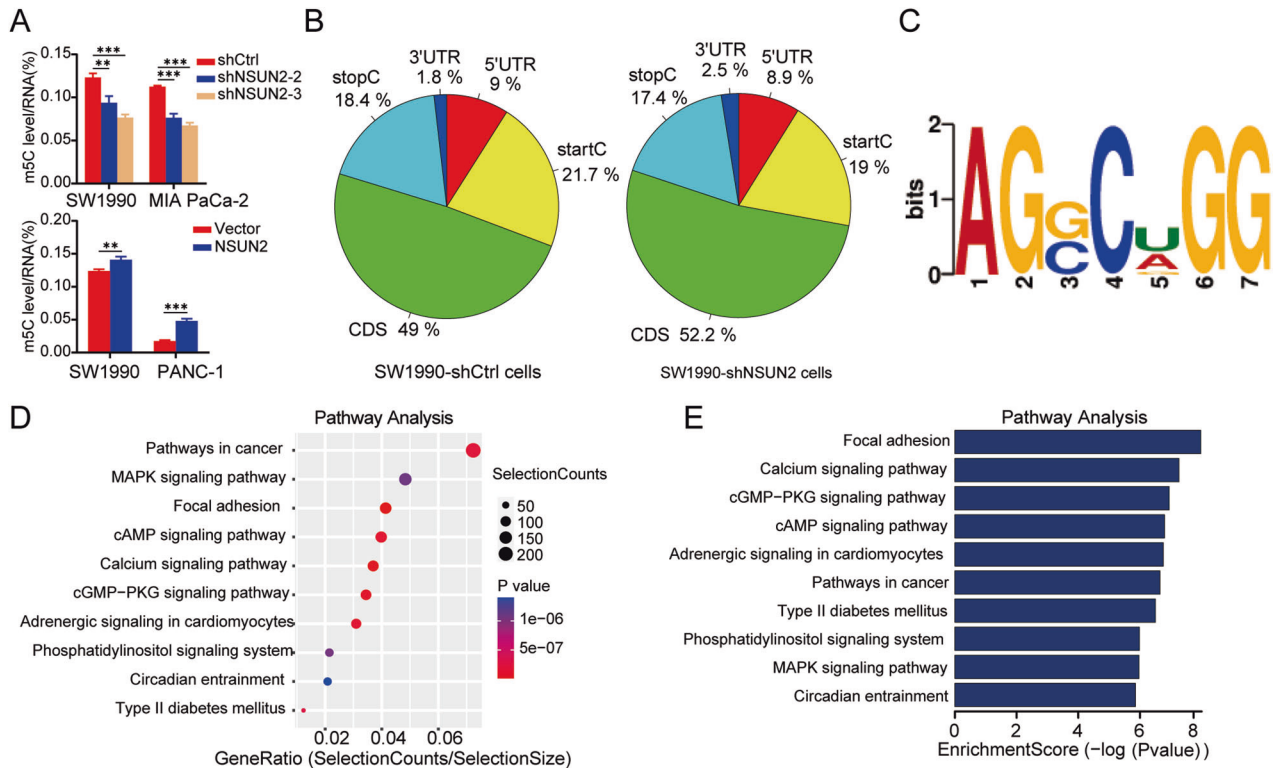 A
0.15
0.10
0.05
0.00
m5C level/RNA(%)
***
**
***
***
shCtrl
shNSUN2-2
shNSUN2-3
SW1990 MIA PaCa-2
0.20
0.15
0.10
0.05
0.00
m5C level/RNA(%)
**
***
Vector
NSUN2
SW1990 PANC-1
B
3'UTR
1.8 %
5'UTR
9 %
stopC
18.4 %
startC
21.7 %
CDS 49 %
SW1990-shCtrl cells
3'UTR
2.5 %
5'UTR
8.9 %
stopC
17.4 %
startC
19 %
CDS 52.2 %
SW1990-shNSUN2 cells
C
2
1
0
bits
A G G C U G G
C A
1 2 3 4 5 6 7
D
Pathway Analysis
Pathways in cancer
MAPK signaling pathway
Focal adhesion
cAMP signaling pathway
Calcium signaling pathway
cGMP-PKG signaling pathway
Adrenergic signaling in cardiomyocytes
Phosphatidylinositol signaling system
Circadian entrainment
Type II diabetes mellitus
0.02 0.04 0.06
GeneRatio (SelectionCounts/SelectionSize)
SelectionCounts
50
100
150
200
P value
1e-06
5e-07
E
Pathway Analysis
Focal adhesion
Calcium signaling pathway
cGMP-PKG signaling pathway
cAMP signaling pathway
Adrenergic signaling in cardiomyocytes
Pathways in cancer
Type II diabetes mellitus
Phosphatidylinositol signaling system
MAPK signaling pathway
Circadian entrainment
0 2 4 6 8
EnrichmentScore (-log (Pvalue))